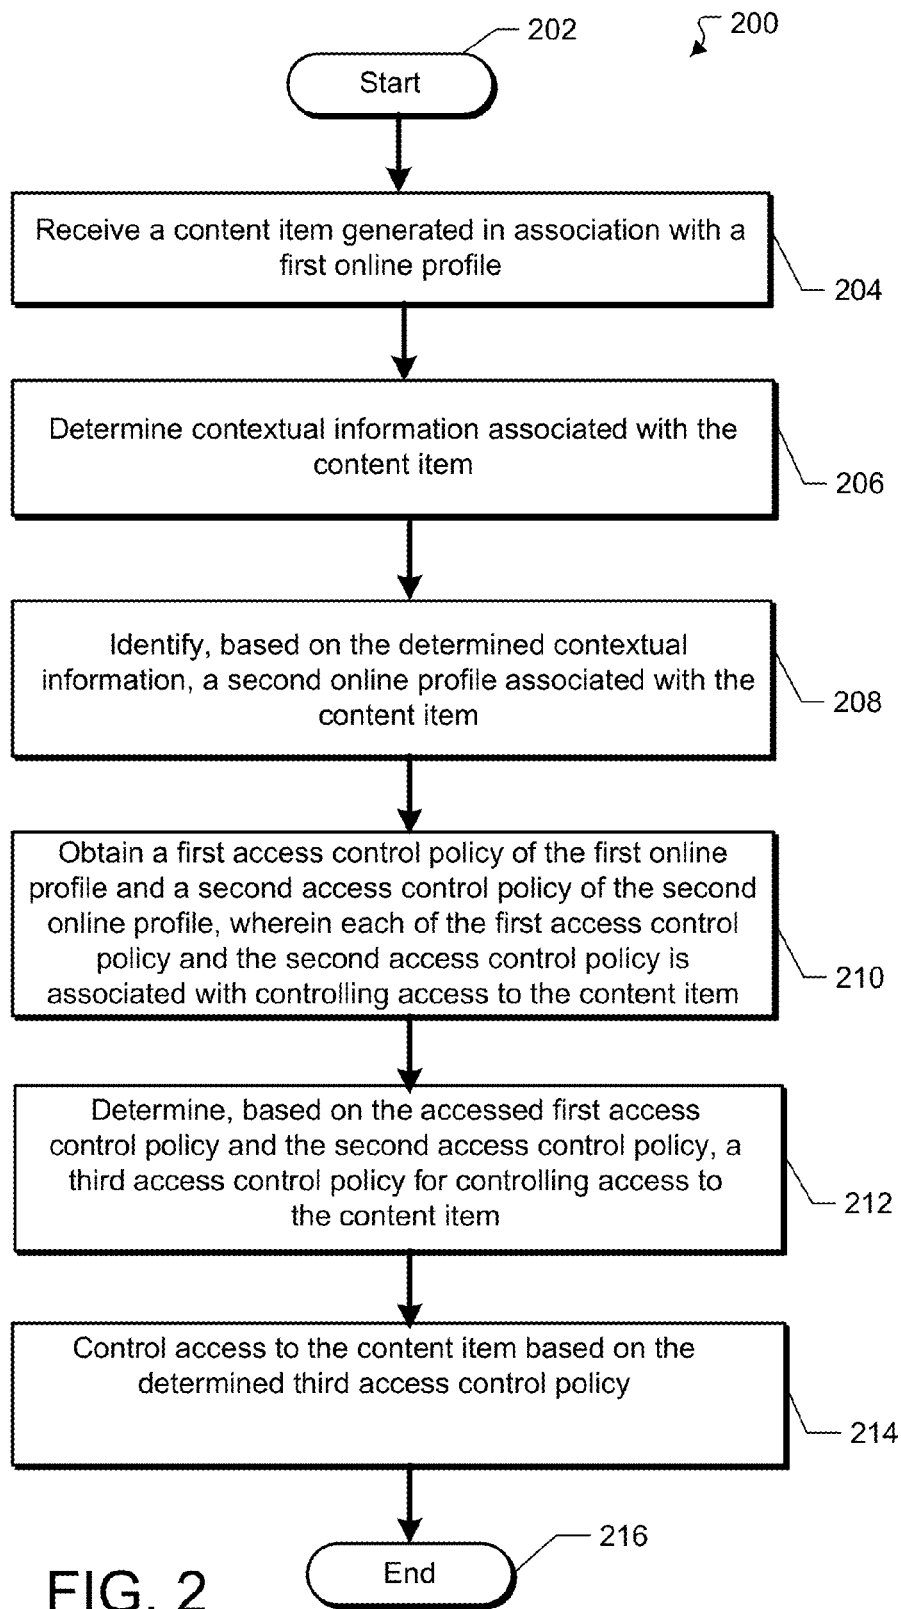 202
200
Start
Receive a content item generated in association with a
first online profile
204
Determine contextual information associated with the
content item
206
Identify, based on the determined contextual
information, a second online profile associated with the
content item
208
Obtain a first access control policy of the first online
profile and a second access control policy of the second
online profile, wherein each of the first access control
policy and the second access control policy is
associated with controlling access to the content item
210
Determine, based on the accessed first access
control policy and the second access control policy, a
third access control policy for controlling access to
the content item
212
Control access to the content item based on the
determined third access control policy
214
216
End
FIG. 2